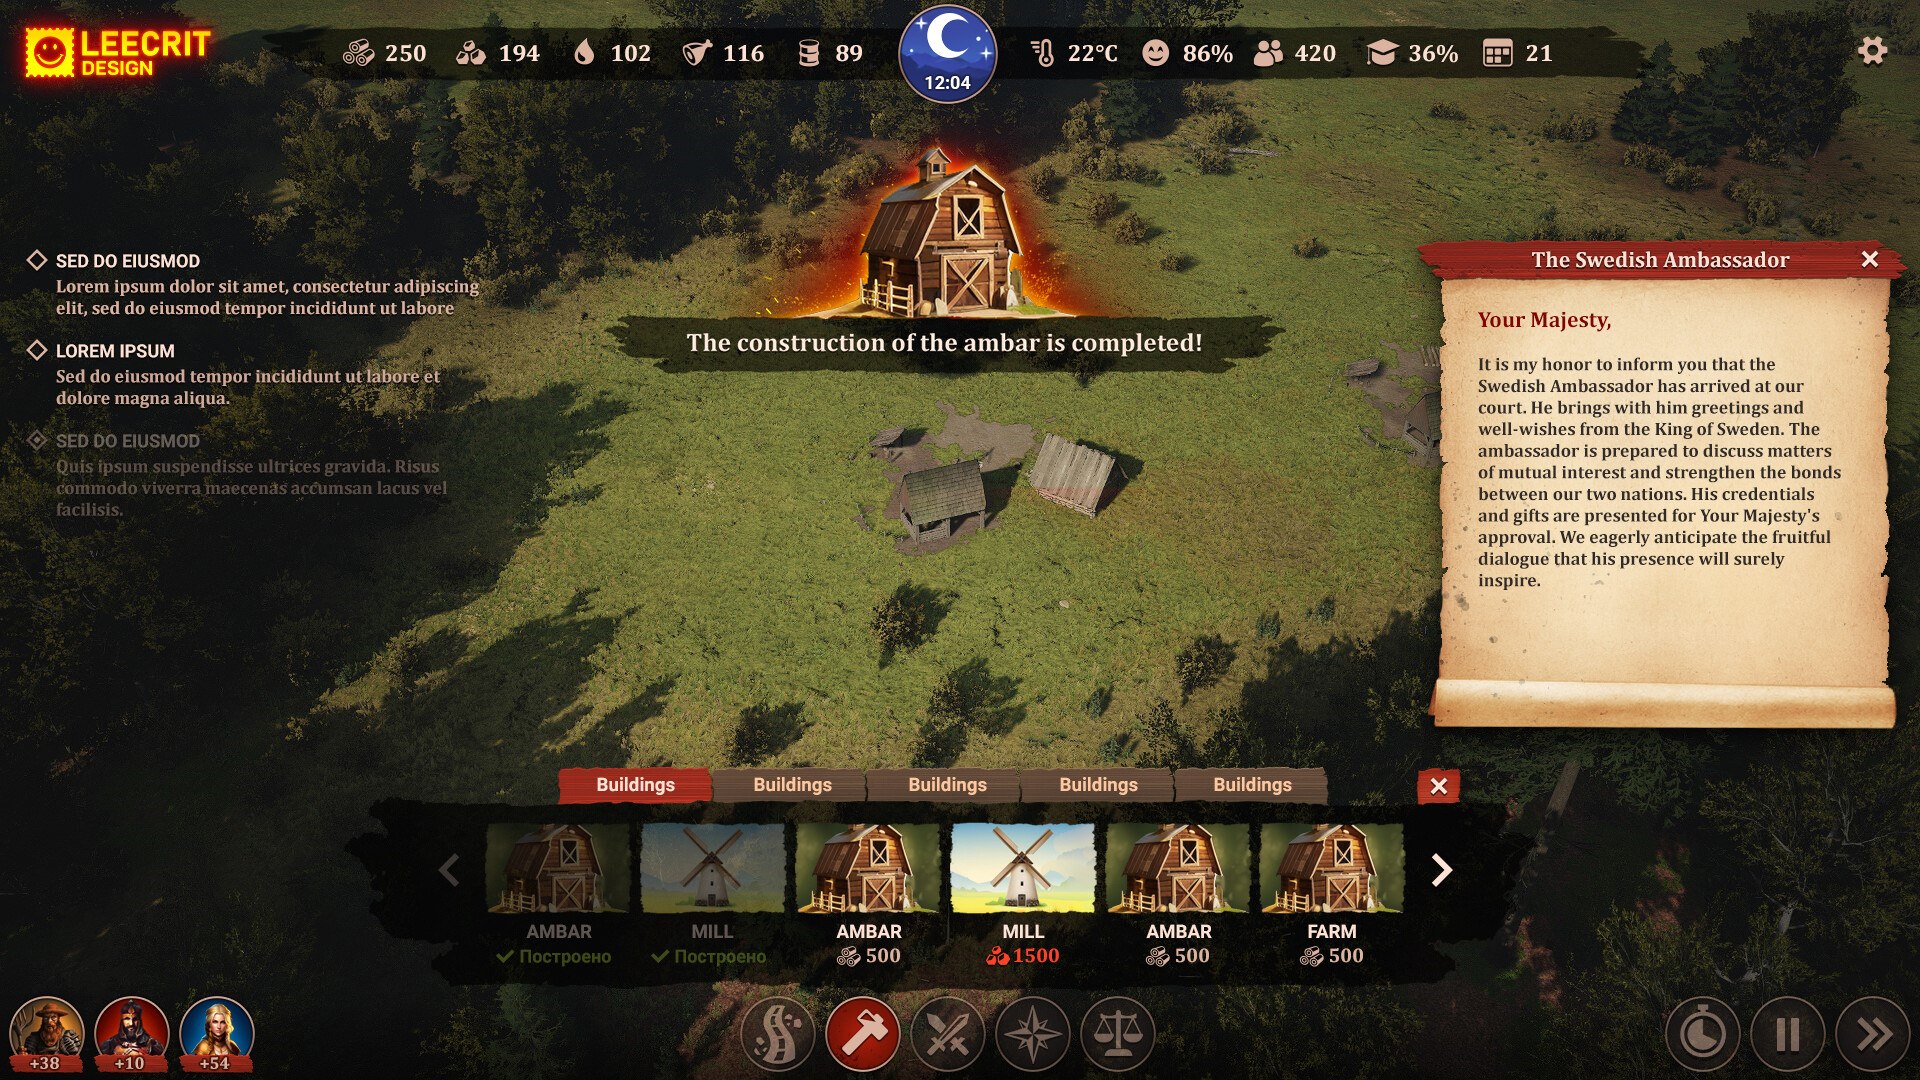 LEECRIT
DESIGN
250
194
102
116
89
12:04
22°C
86%
420
36%
21
SED DO EIUSMOD
Lorem ipsum dolor sit amet, consectetur adipiscing
elit, sed do eiusmod tempor incididunt ut labore
LOREM IPSUM
Sed do eiusmod tempor incididunt ut labore et
dolore magna aliqua.
SED DO EIUSMOD
Quis ipsum suspendisse ultrices gravida. Risus
commodo viverra maecenas accumsan lacus vel
facilisis.
The construction of the ambar is completed!
The Swedish Ambassador
Your Majesty,
It is my honor to inform you that the
Swedish Ambassador has arrived at our
court. He brings with him greetings and
well-wishes from the King of Sweden. The
ambassador is prepared to discuss matters
of mutual interest and strengthen the bonds
between our two nations. His credentials
and gifts are presented for Your Majesty's
approval. We eagerly anticipate the fruitful
dialogue that his presence will surely
inspire.
Buildings
Buildings
Buildings
Buildings
Buildings
AMBAR
Построено
MILL
Построено
AMBAR
500
MILL
1500
AMBAR
500
FARM
500
+38
+10
+54